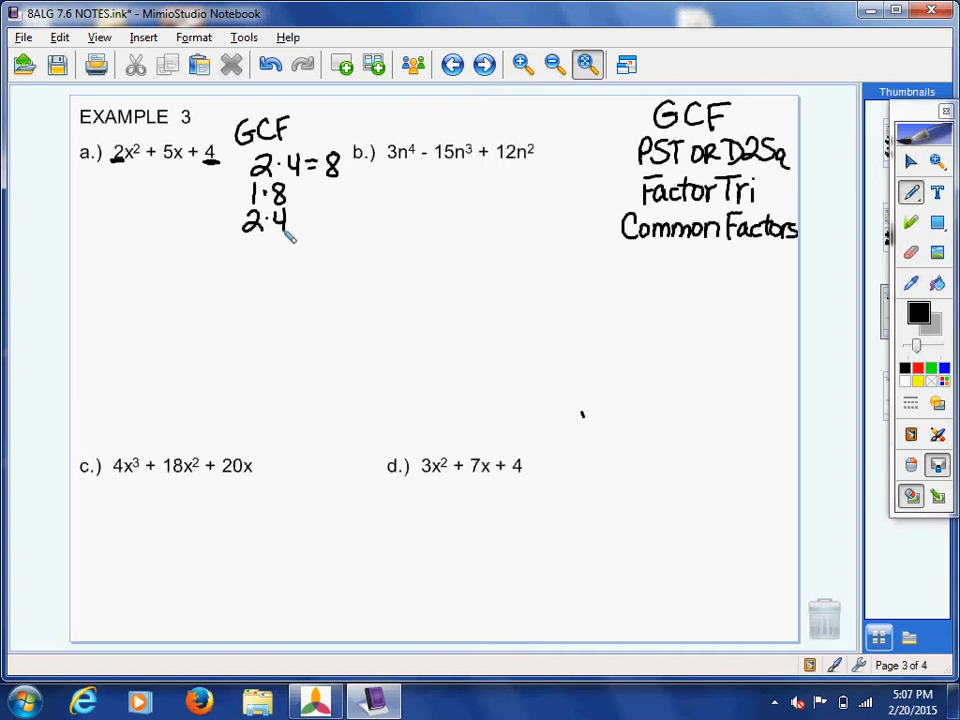 8ALG 7.6 NOTES.ink* - MimioStudio Notebook
File Edit View Insert Format Tools Help
Thumbnails
EXAMPLE 3
GCF
a.) 2x² + 5x + 4
2·4=8
1·8
2·4
b.) 3n⁴ - 15n³ + 12n²
GCF
PST OR D2Sq
Factor Tri
Common Factors
c.) 4x³ + 18x² + 20x
d.) 3x² + 7x + 4
T
Page 3 of 4
5:07 PM
2/20/2015